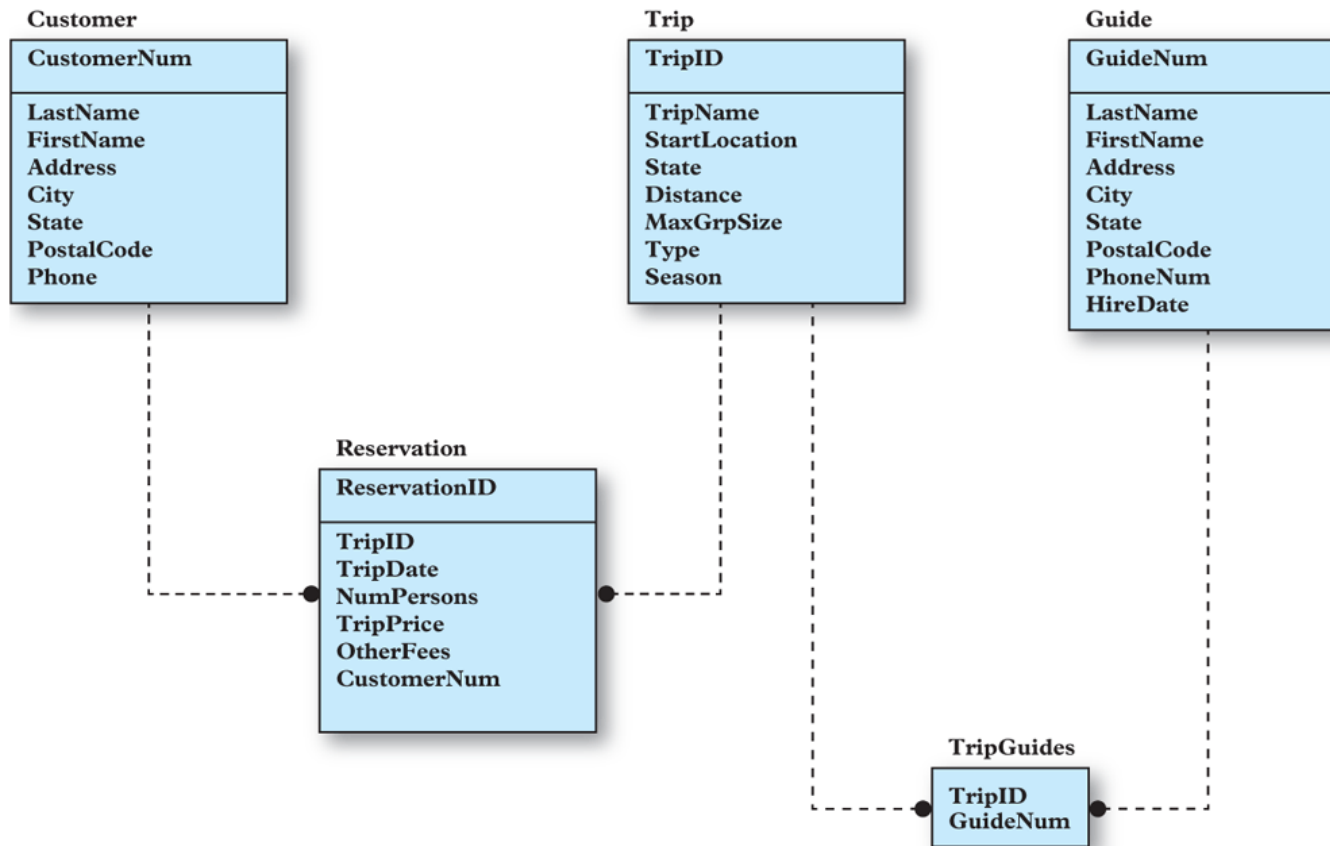 Customer
CustomerNum
LastName
FirstName
Address
City
State
PostalCode
Phone
Trip
TripID
TripName
StartLocation
State
Distance
MaxGrpSize
Type
Season
Guide
GuideNum
LastName
FirstName
Address
City
State
PostalCode
PhoneNum
HireDate
Reservation
ReservationID
TripID
TripDate
NumPersons
TripPrice
OtherFees
CustomerNum
TripGuides
TripID
GuideNum